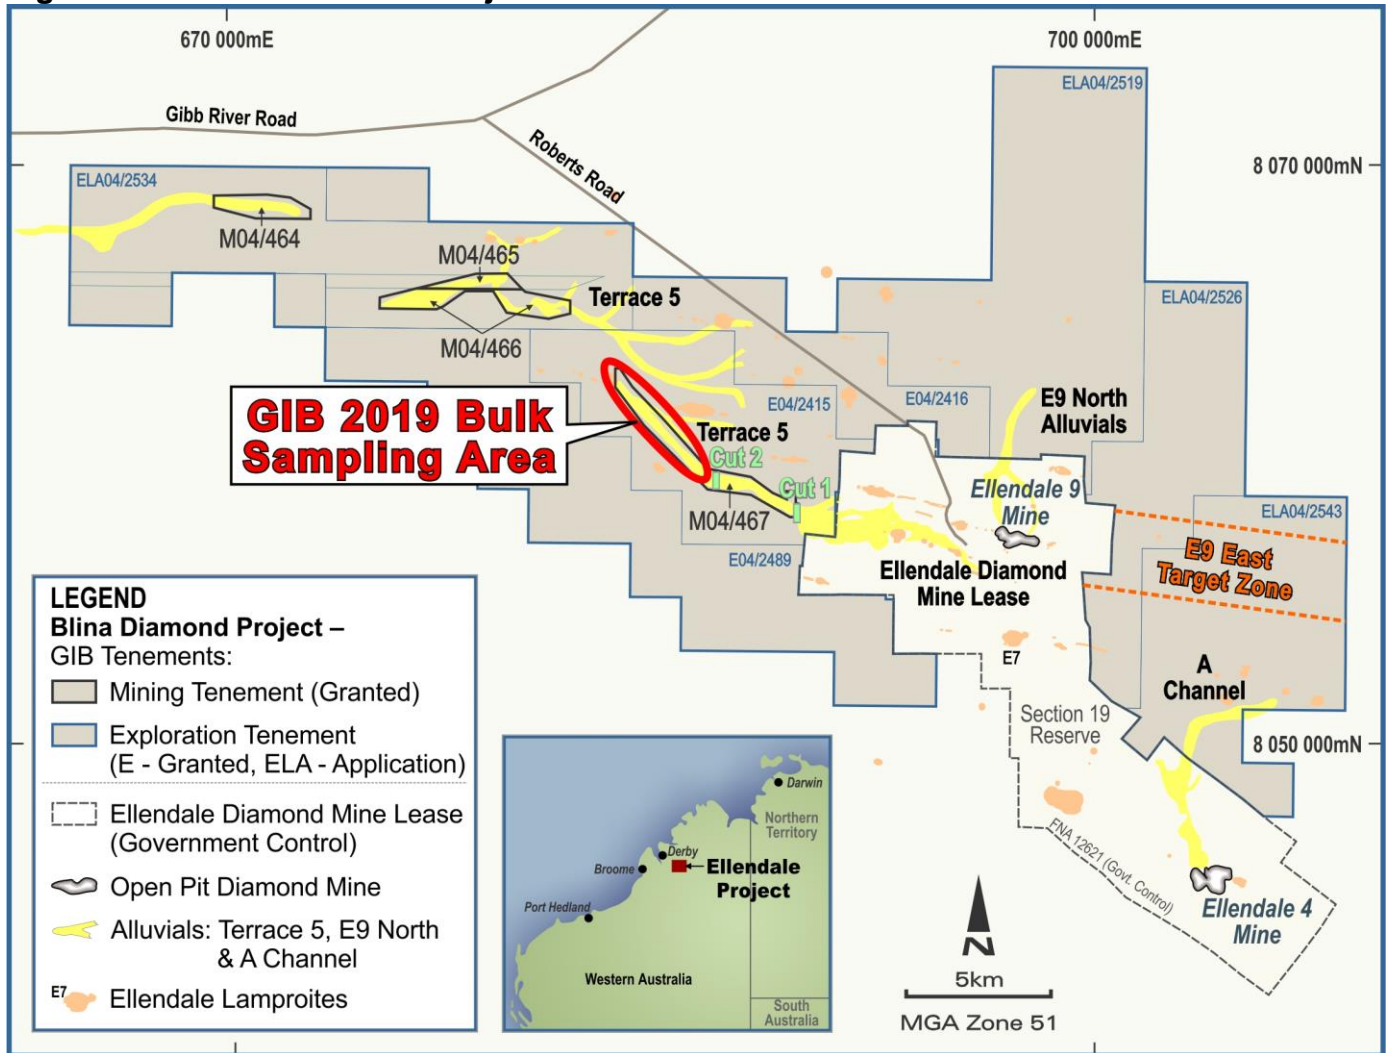 670 000mE
700 000mE
ELA04/2519
Gibb River Road
Roberts Road
8 070 000mN
ELA04/2534
M04/464
M04/465
Terrace 5
ELA04/2526
M04/466
E04/2415
E04/2416
E9 North
Alluvials
GIB 2019 Bulk
Sampling Area
Terrace 5
Cut 2
Cut 1
Ellendale 9
Mine
M04/467
ELA04/2543
E9 East
Target Zone
E04/2489
Ellendale Diamond
Mine Lease
E7
A
Channel
Section 19
Reserve
8 050 000mN
FNA 12621 (Govt. Control)
Ellendale 4
Mine
LEGEND
Blina Diamond Project –
GIB Tenements:
Mining Tenement (Granted)
Exploration Tenement
(E - Granted, ELA - Application)
Ellendale Diamond Mine Lease
(Government Control)
Open Pit Diamond Mine
Alluvials: Terrace 5, E9 North
& A Channel
E7
Ellendale Lamproites
Darwin
Northern
Territory
Derby
Broome
Ellendale
Project
Port Hedland
Western Australia
South
Australia
N
5km
MGA Zone 51